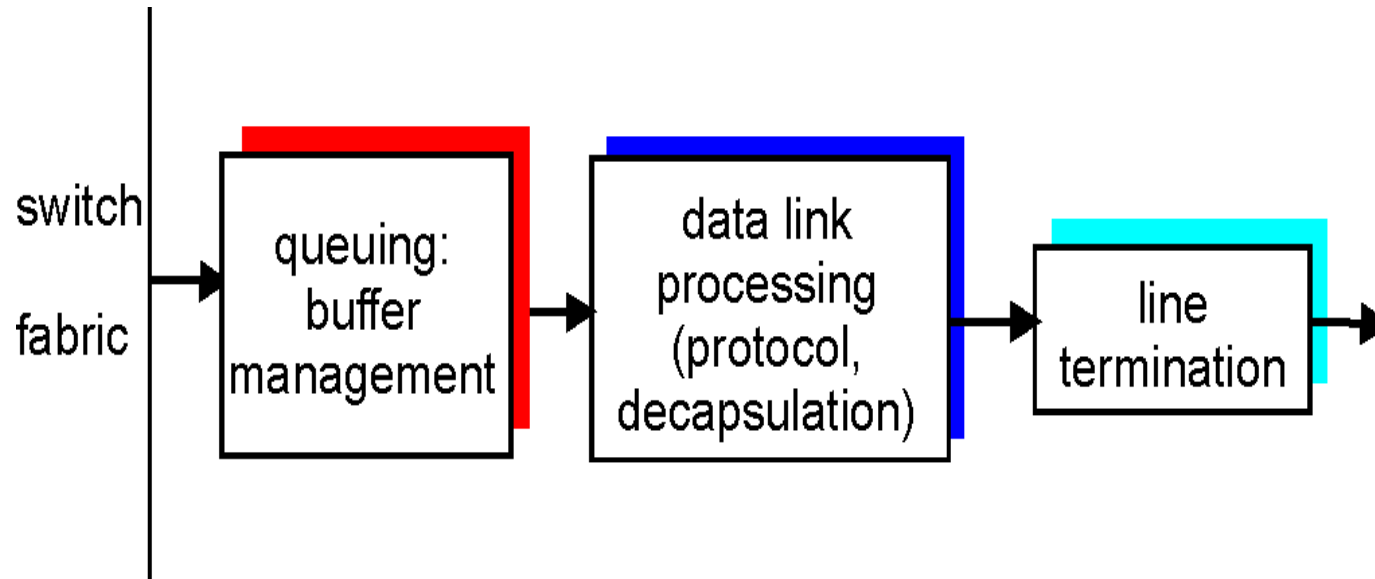 switch
fabric
queuing:
buffer
management
data link
processing
(protocol,
decapsulation)
line
termination